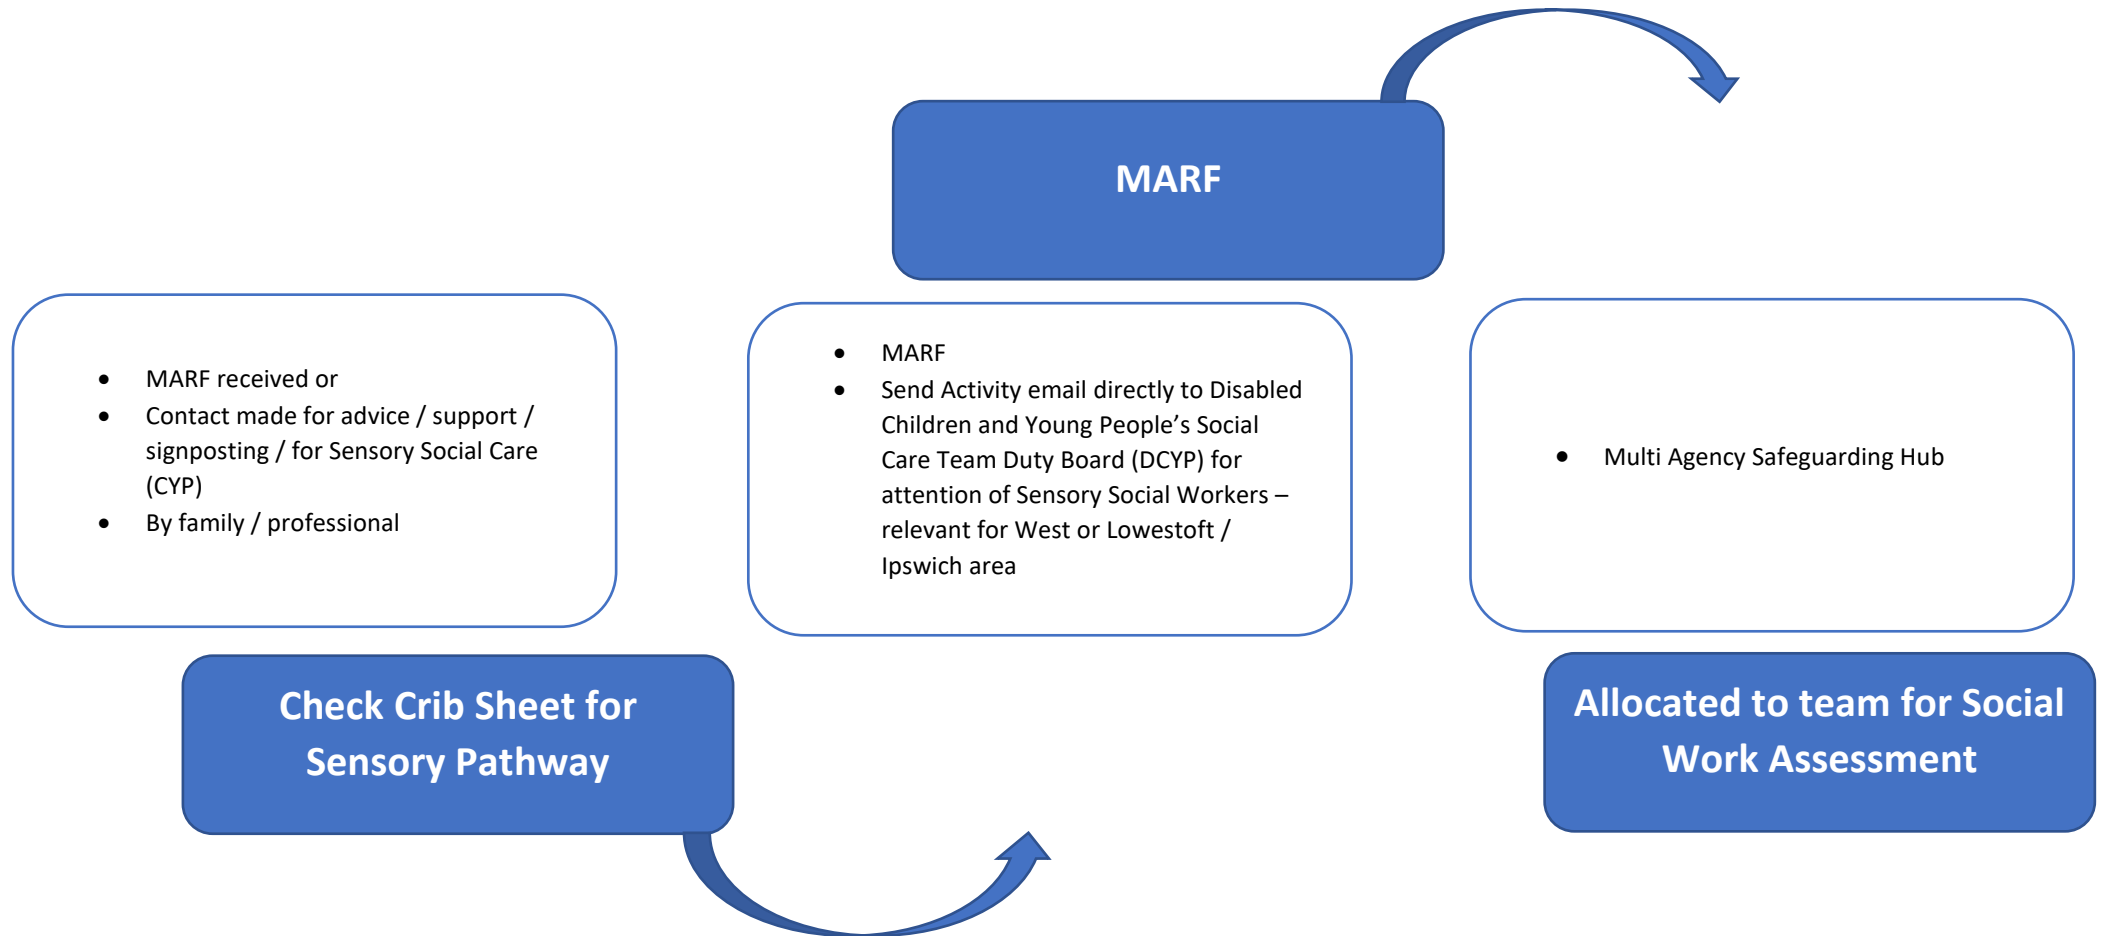 MARF
• MARF received or
• Contact made for advice / support /
signposting / for Sensory Social Care
(CYP)
• By family / professional
Check Crib Sheet for
Sensory Pathway
• MARF
• Send Activity email directly to Disabled
Children and Young People’s Social
Care Team Duty Board (DCYP) for
attention of Sensory Social Workers –
relevant for West or Lowestoft /
Ipswich area
• Multi Agency Safeguarding Hub
Allocated to team for Social
Work Assessment